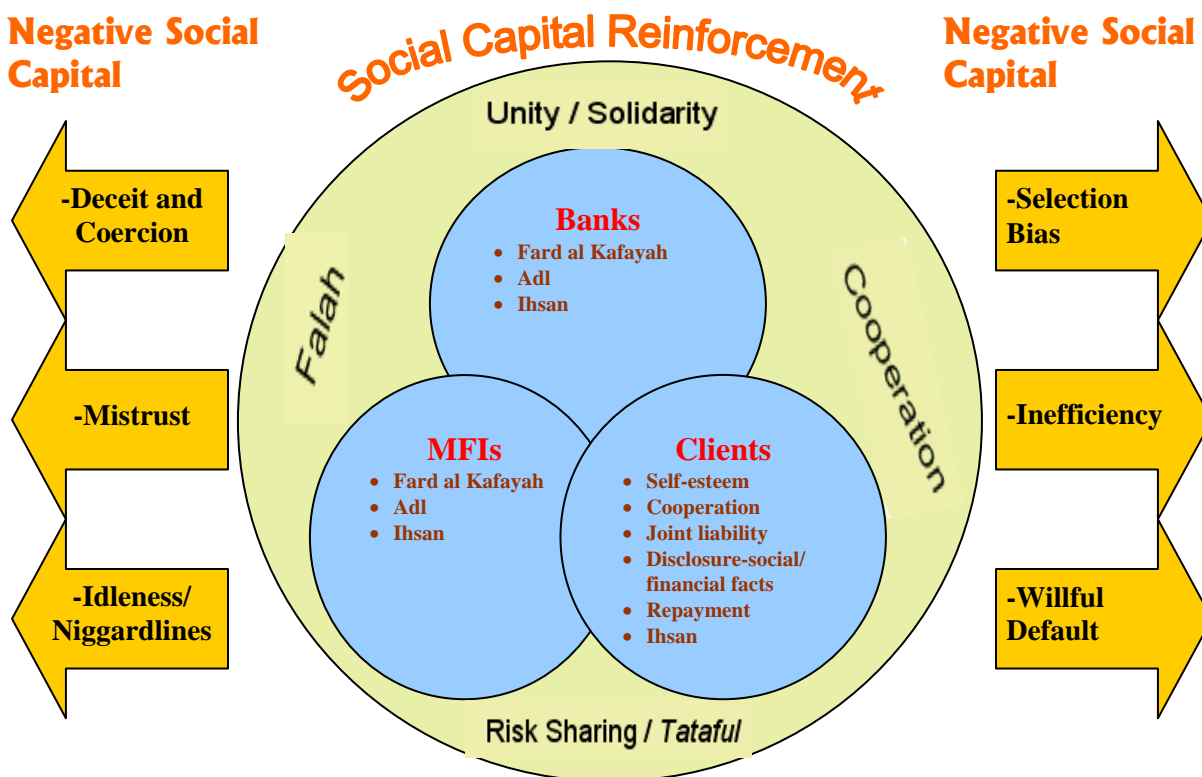 Negative Social
Capital
Social Capital Reinforcement
Negative Social
Capital
Unity / Solidarity
-Deceit and
Coercion
-Mistrust
-Idleness/
Niggardlines
Falah
Banks
• Fard al Kafayah
• Adl
• Ihsan
MFIs
• Fard al Kafayah
• Adl
• Ihsan
Clients
• Self-esteem
• Cooperation
• Joint liability
• Disclosure-social/
financial facts
• Repayment
• Ihsan
Cooperation
Risk Sharing / Tataful
-Selection
Bias
-Inefficiency
-Willful
Default